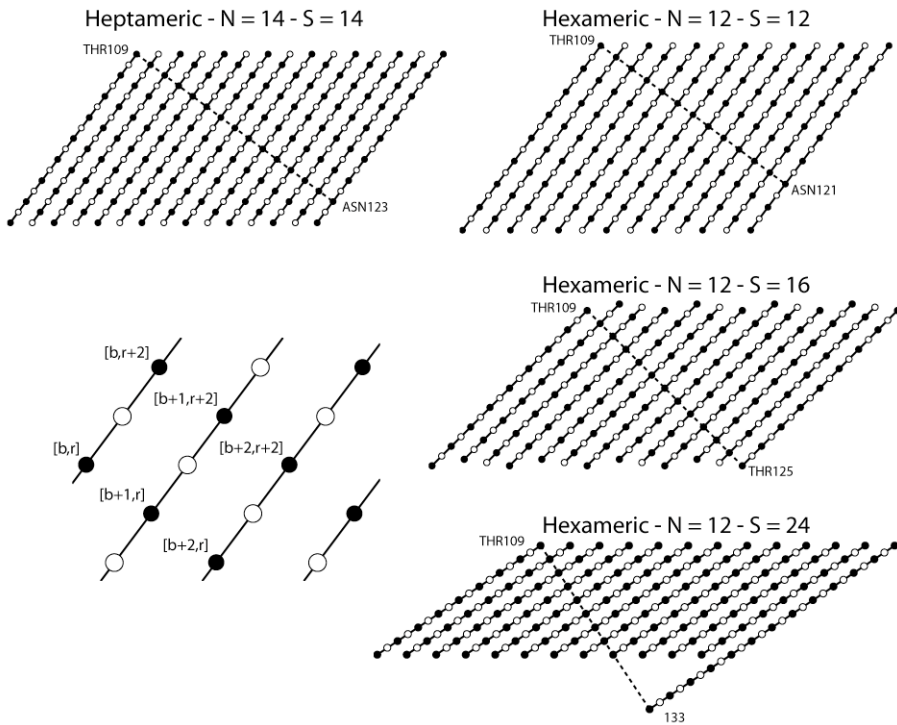 Heptameric - N = 14 - S = 14
THR109
ASN123
Hexameric - N = 12 - S = 12
THR109
ASN121
[b,r+2]
[b+1,r+2]
[b,r]
[b+2,r+2]
[b+1,r]
[b+2,r]
Hexameric - N = 12 - S = 16
THR109
THR125
Hexameric - N = 12 - S = 24
THR109
133